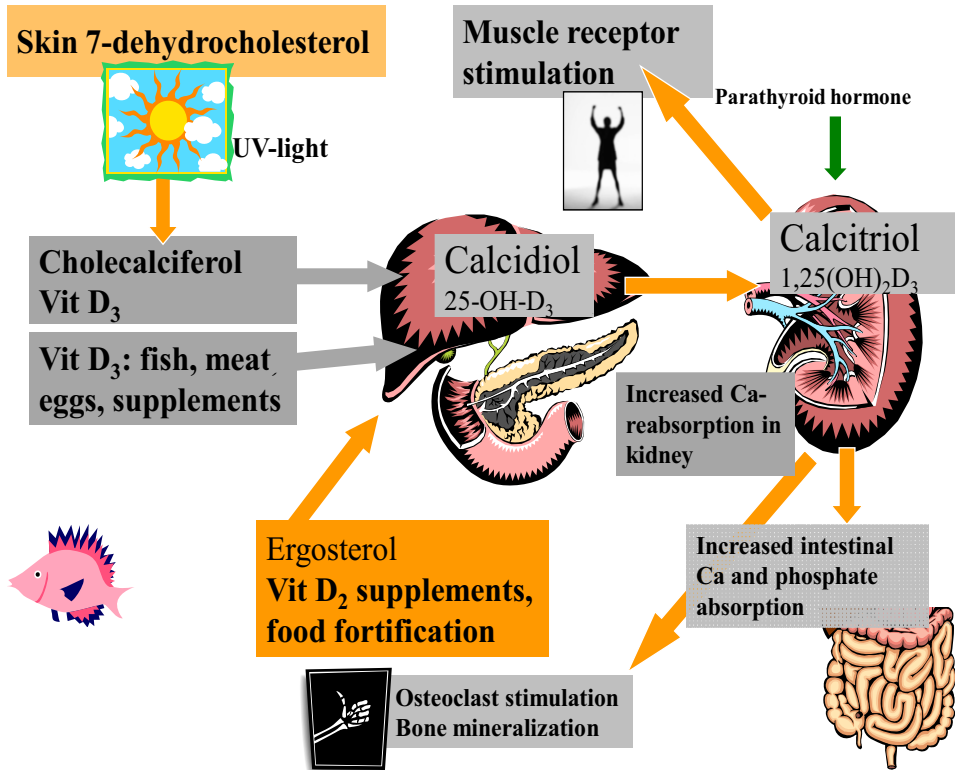 Skin 7-dehydrocholesterol
UV-light
Cholecalciferol
Vit D₃
Vit D₃: fish, meat,
eggs, supplements
Ergosterol
Vit D₂ supplements,
food fortification
Calcidiol
25-OH-D₃
Muscle receptor
stimulation
Parathyroid hormone
Calcitriol
1,25(OH)₂D₃
Increased Ca-
reabsorption in
kidney
Increased intestinal
Ca and phosphate
absorption
Osteoclast stimulation
Bone mineralization